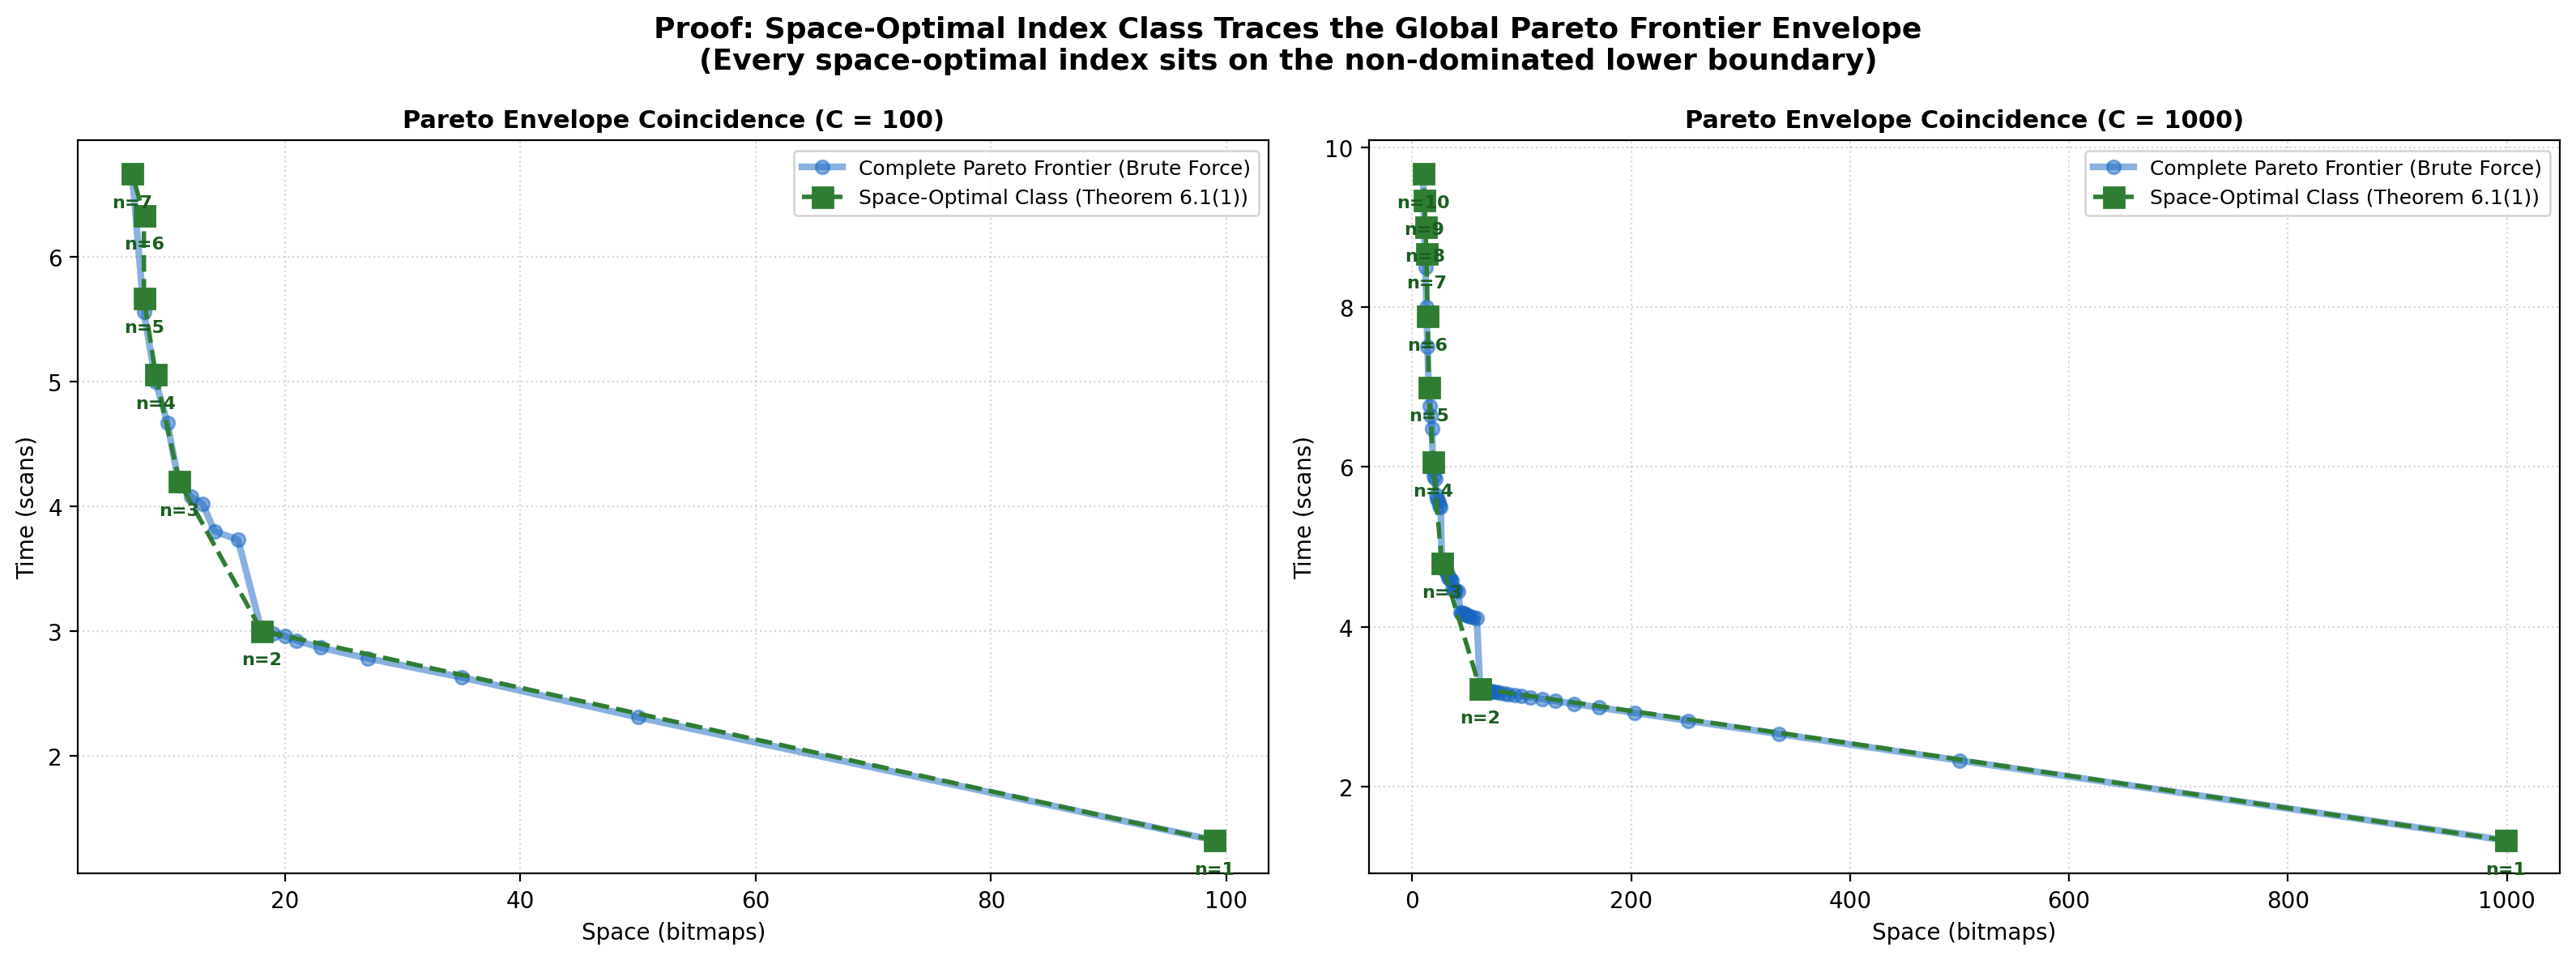 Proof: Space-Optimal Index Class Traces the Global Pareto Frontier Envelope
(Every space-optimal index sits on the non-dominated lower boundary)
Pareto Envelope Coincidence (C = 100)
Complete Pareto Frontier (Brute Force)
Space-Optimal Class (Theorem 6.1(1))
n=7
n=6
n=5
n=4
n=3
n=2
n=1
6
5
4
3
2
Time (scans)
20
40
60
80
100
Space (bitmaps)
Pareto Envelope Coincidence (C = 1000)
Complete Pareto Frontier (Brute Force)
Space-Optimal Class (Theorem 6.1(1))
n=10
n=9
n=8
n=7
n=6
n=5
n=4
n=3
n=2
n=1
10
8
6
4
2
Time (scans)
0
200
400
600
800
1000
Space (bitmaps)